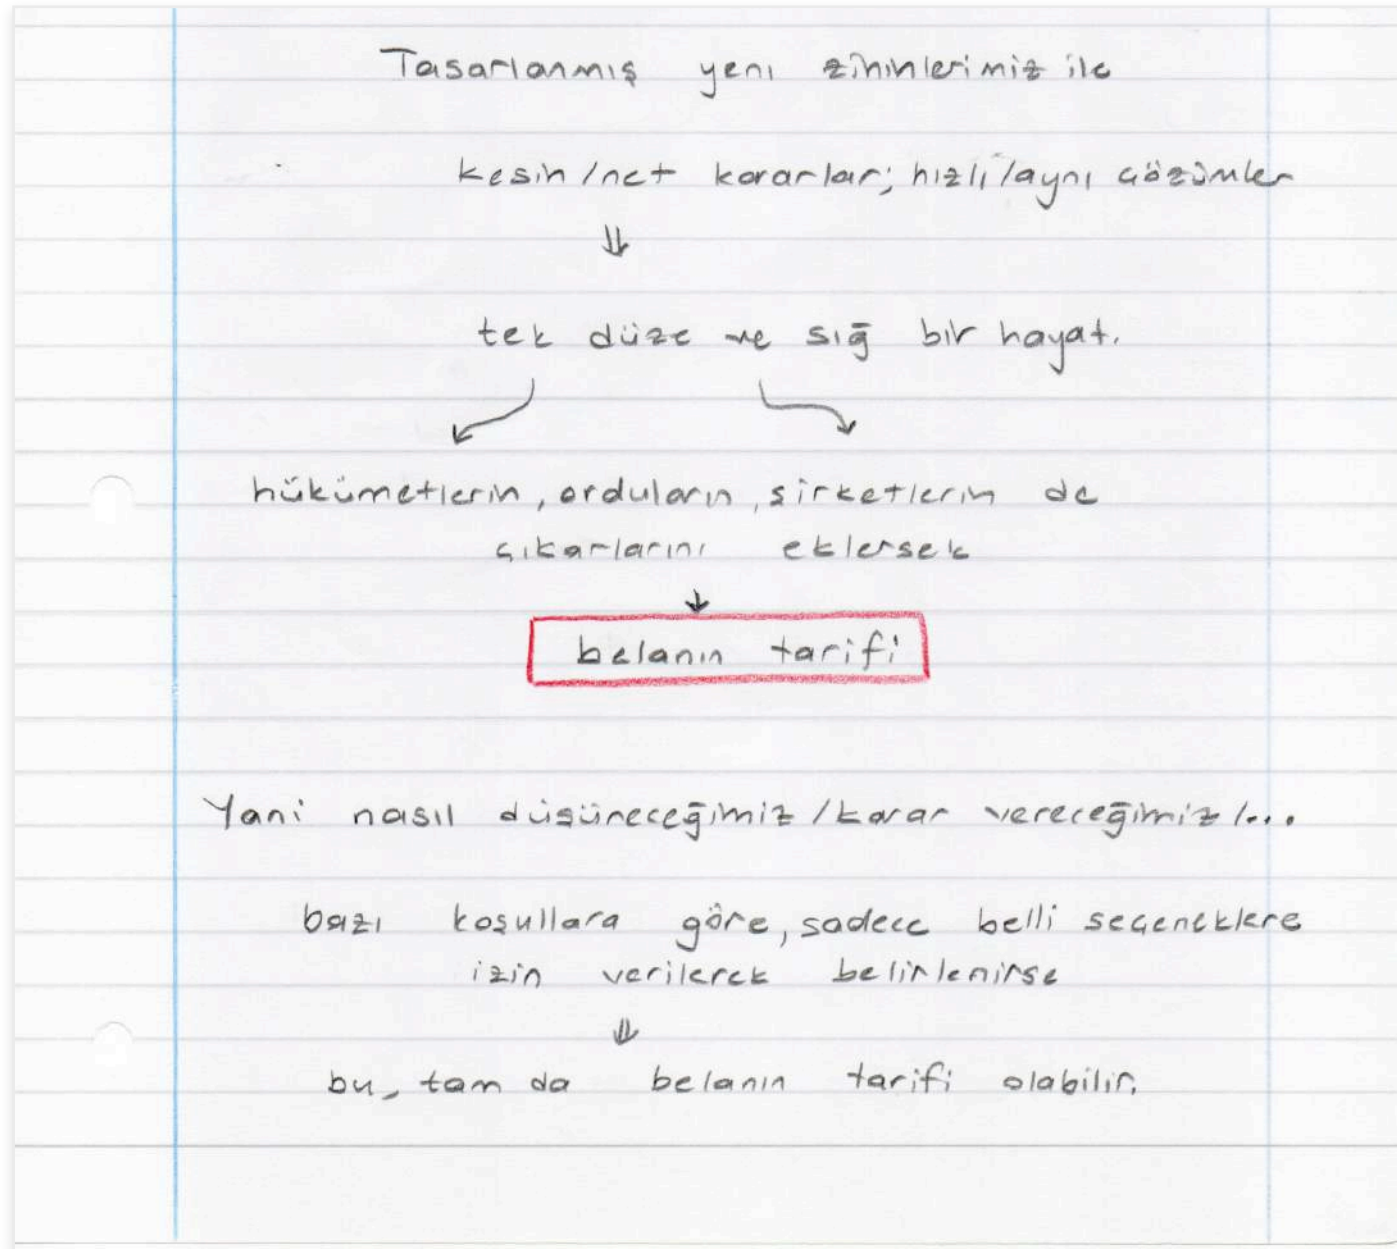 Tasarlanmış yeni zihinlerimiz ile
kesin/net kararlar; hızlı/aynı çözümler
⇓
tek düze ve sığ bir hayat.
hükümetlerin, orduların, şirketlerin de
çıkarlarını eklersek
↓
belanın tarifi
Yani nasıl düşüneceğimiz/karar vereceğimiz/...
bazı koşullara göre, sadece belli seçeneklere
izin verilerek belirlenirse
⇓
bu, tam da belanın tarifi olabilir.